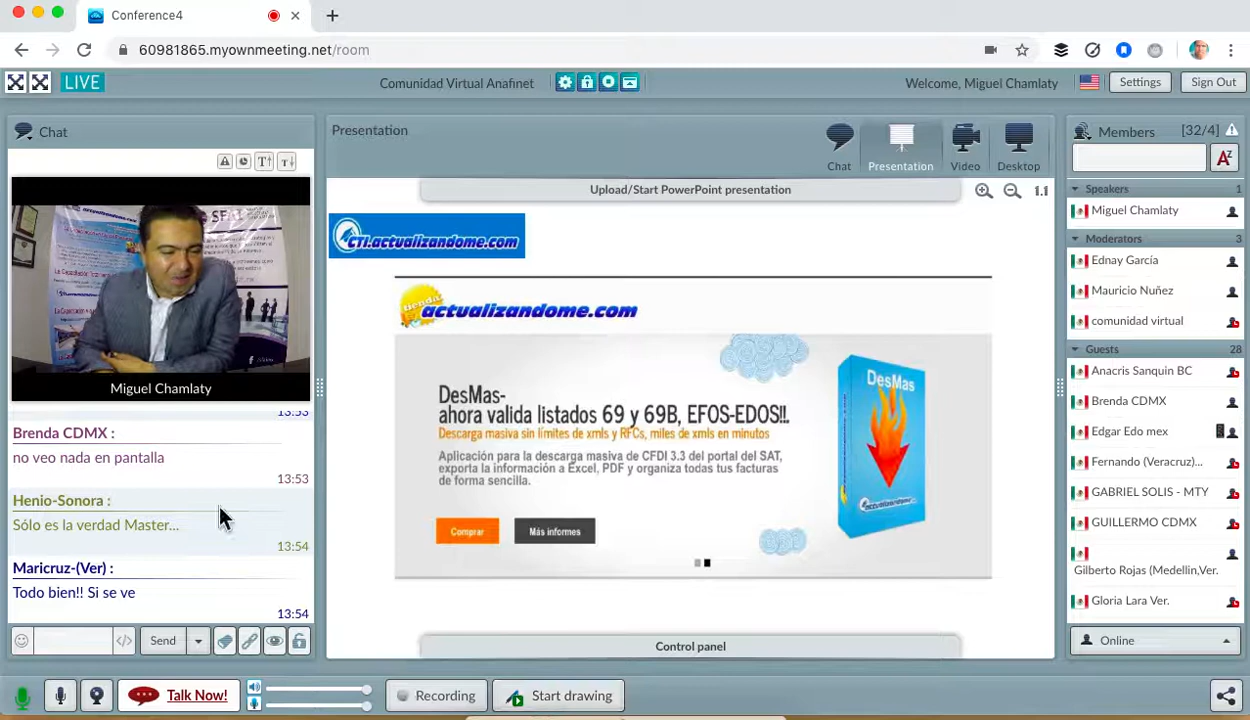 Conference4
60981865.myownmeeting.net/room
LIVE
Comunidad Virtual Anafinet
Welcome, Miguel Chamlaty
Settings
Sign Out
Chat
T↑
T↓
Miguel Chamlaty
13:53
Brenda CDMX :
no veo nada en pantalla
13:53
Henio-Sonora :
Sólo es la verdad Master...
13:54
Maricruz-(Ver) :
Todo bien!! Si se ve
13:54
Send
Presentation
Chat
Presentation
Video
Desktop
Upload/Start PowerPoint presentation
1.1
CTI.actualizandome.com
tienda
actualizandome.com
DesMas-
ahora valida listados 69 y 69B, EFOS-EDOS!!.
Descarga masiva sin límites de xmls y RFCs, miles de xmls en minutos
Aplicación para la descarga masiva de CFDI 3.3 del portal del SAT,
exporta la información a Excel, PDF y organiza todas tus facturas
de forma sencilla.
Comprar
Más informes
DesMas
actualizandome.com
Control panel
Members
[32/4]
AZ
Speakers 1
Miguel Chamlaty
Moderators 3
Ednay García
Mauricio Nuñez
comunidad virtual
Guests 28
Anacris Sanquin BC
Brenda CDMX
Edgar Edo mex
Fernando (Veracruz)...
GABRIEL SOLIS - MTY
GUILLERMO CDMX
Gilberto Rojas (Medellin,Ver.
Gloria Lara Ver.
Online
Talk Now!
Recording
Start drawing